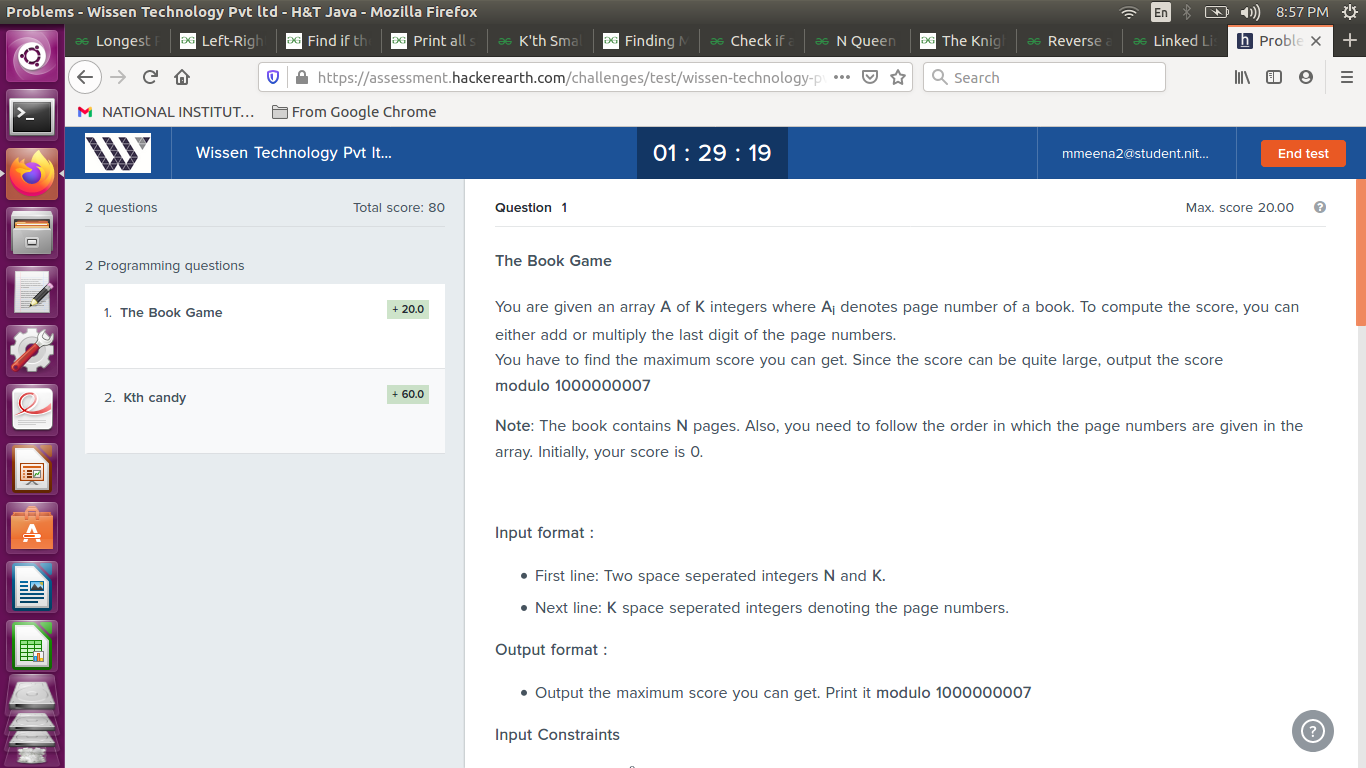 Problems - Wissen Technology Pvt ltd - H&T Java - Mozilla Firefox
En
8:57 PM
Longest
Left-Righ
Find if th
Print all s
K'th Smal
Finding M
Check if a
N Queen
The Knig
Reverse a
Linked Li
Proble
https://assessment.hackerearth.com/challenges/test/wissen-technology-p
Search
NATIONAL INSTITUT...
From Google Chrome
Wissen Technology Pvt lt...
01 : 29 : 19
mmeena2@student.nit...
End test
2 questions
Total score: 80
2 Programming questions
1. The Book Game
+ 20.0
2. Kth candy
+ 60.0
Question 1
Max. score 20.00
The Book Game
You are given an array A of K integers where Ai denotes page number of a book. To compute the score, you can
either add or multiply the last digit of the page numbers.
You have to find the maximum score you can get. Since the score can be quite large, output the score
modulo 1000000007
Note: The book contains N pages. Also, you need to follow the order in which the page numbers are given in the
array. Initially, your score is 0.
Input format :
• First line: Two space seperated integers N and K.
• Next line: K space seperated integers denoting the page numbers.
Output format :
• Output the maximum score you can get. Print it modulo 1000000007
Input Constraints